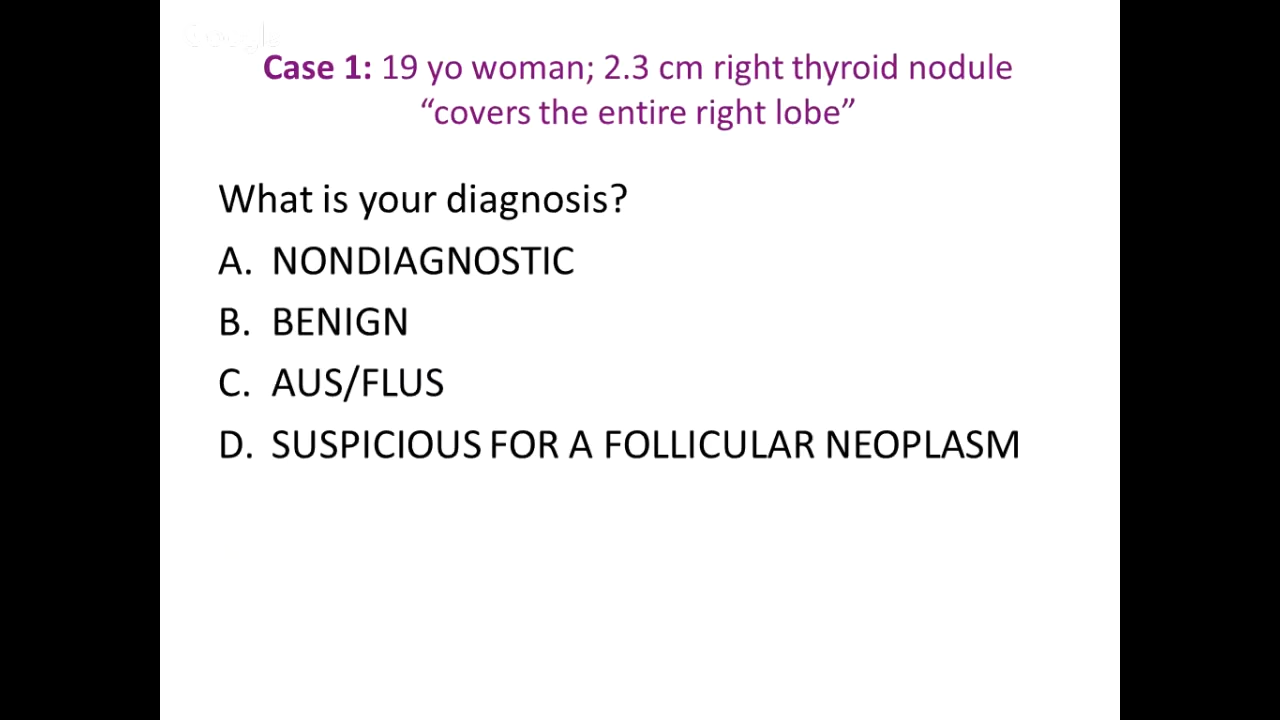 Google
Case 1: 19 yo woman; 2.3 cm right thyroid nodule
“covers the entire right lobe”
What is your diagnosis?
A. NONDIAGNOSTIC
B. BENIGN
C. AUS/FLUS
D. SUSPICIOUS FOR A FOLLICULAR NEOPLASM